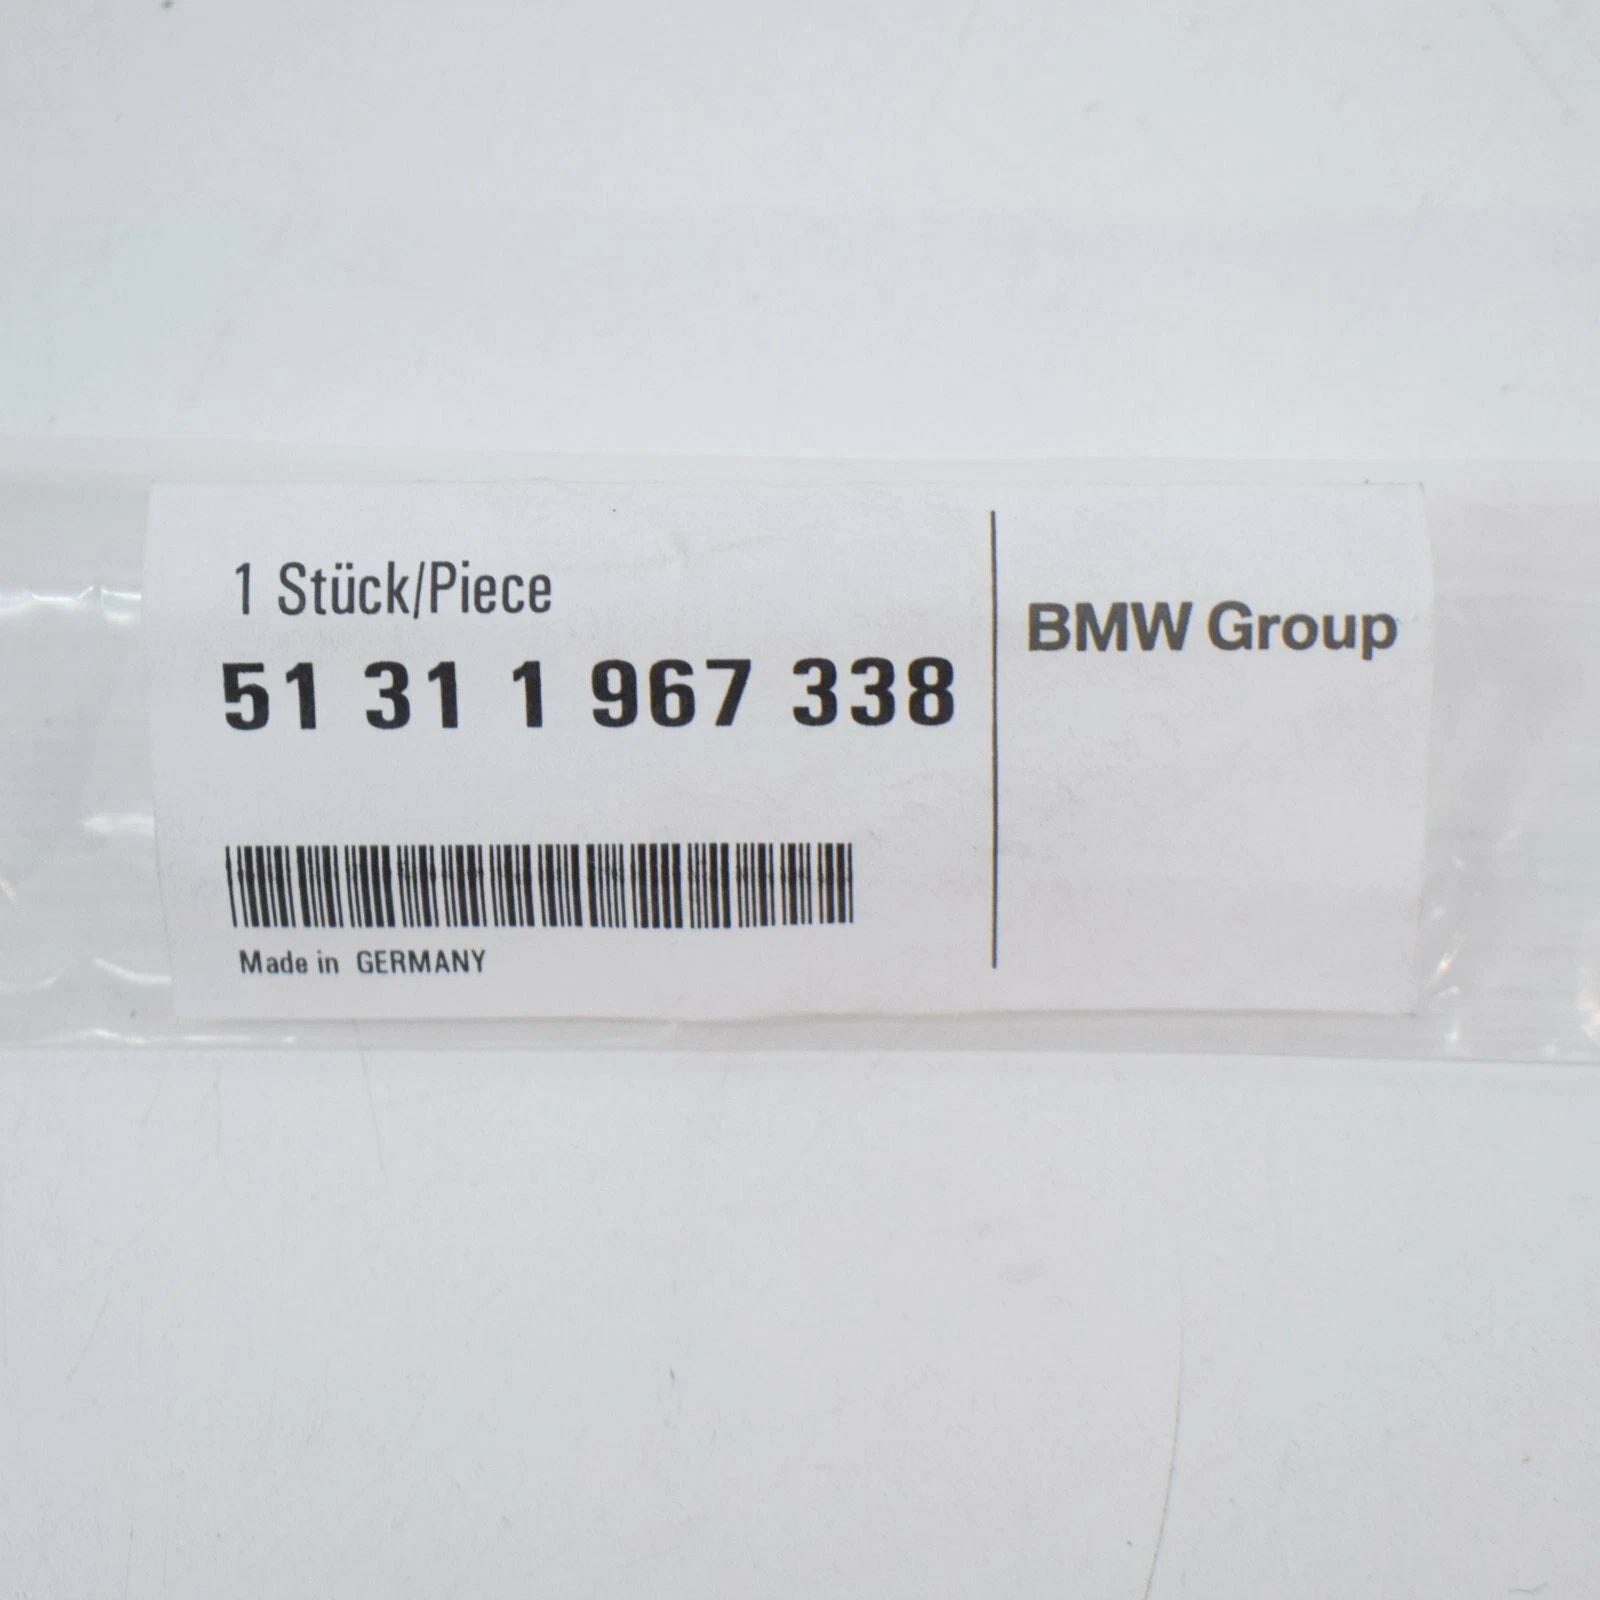 1 Stück/Piece
51 31 1 967 338
Made in GERMANY
BMW Group